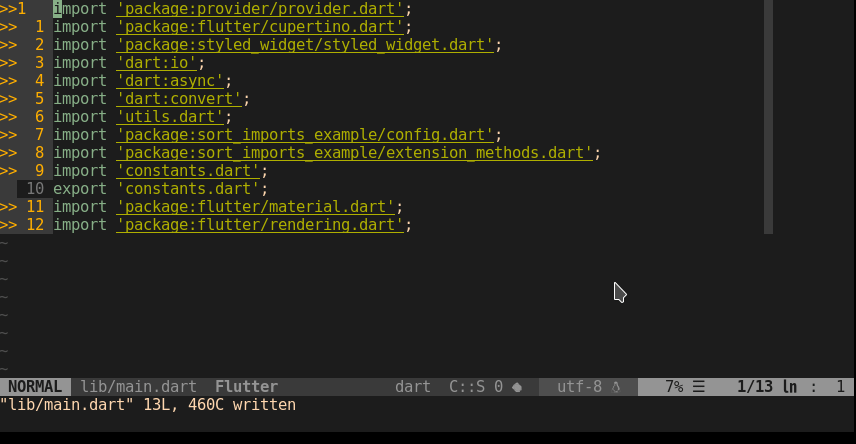 >>1 import 'package:provider/provider.dart';
>> 1 import 'package:flutter/cupertino.dart';
>> 2 import 'package:styled_widget/styled_widget.dart';
>> 3 import 'dart:io';
>> 4 import 'dart:async';
>> 5 import 'dart:convert';
>> 6 import 'utils.dart';
>> 7 import 'package:sort_imports_example/config.dart';
>> 8 import 'package:sort_imports_example/extension_methods.dart';
>> 9 import 'constants.dart';
10 export 'constants.dart';
>> 11 import 'package:flutter/material.dart';
>> 12 import 'package:flutter/rendering.dart';
~
~
~
~
~
~
~
~
NORMAL lib/main.dart Flutter dart C::S 0 utf-8 7% ☰ 1/13 ln : 1
"lib/main.dart" 13L, 460C written